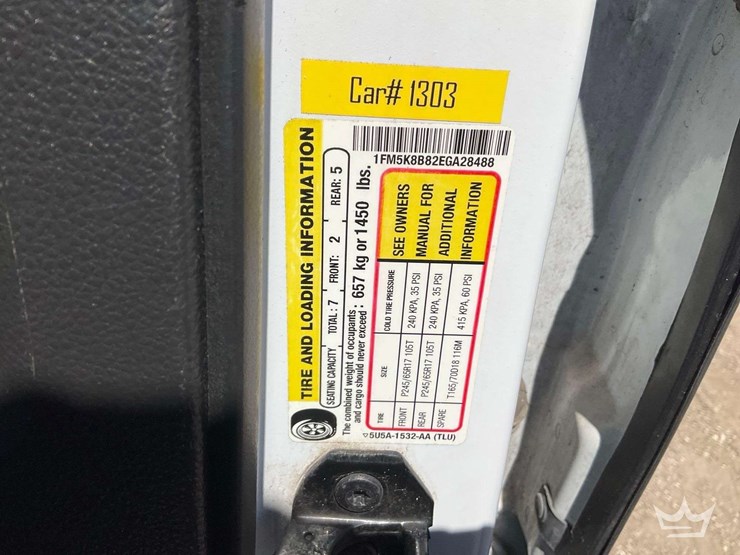 Car# 1303
1FM5K8B82EGA28488
TIRE AND LOADING INFORMATION
SEATING CAPACITY TOTAL: 7 FRONT: 2 REAR: 5
The combined weight of occupants and cargo should never exceed: 657 kg or 1450 lbs.
TIRE SIZE COLD TIRE PRESSURE
FRONT P245/65R17 105T 240 KPA, 35 PSI
REAR P245/65R17 105T 240 KPA, 35 PSI
SPARE T165/70D18 116M 415 KPA, 60 PSI
SEE OWNERS
MANUAL FOR
ADDITIONAL
INFORMATION
5U5A-1532-AA (TLU)